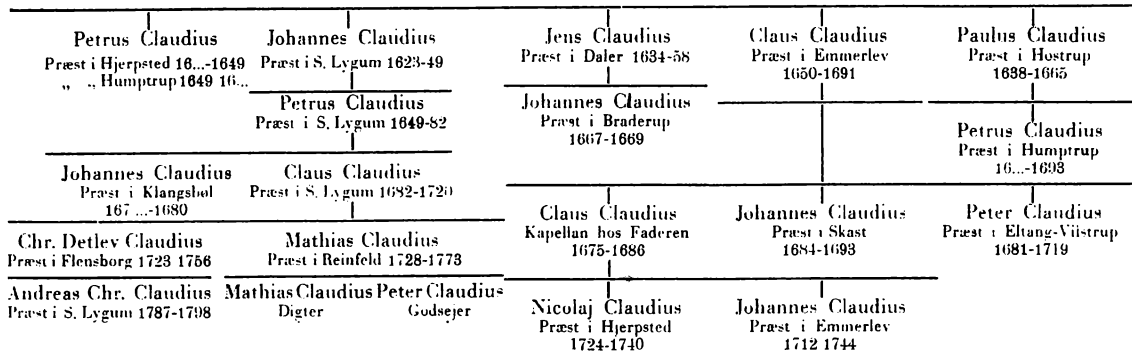 Petrus Claudius
Præst i Hjerpsted 16...-1649
„ „ Humptrup 1649 16...
Johannes Claudius
Præst i S. Lygum 1623-49
Jens Claudius
Præst i Daler 1634-58
Claus Claudius
Præst i Emmerlev
1650-1691
Paulus Claudius
Præst i Hostrup
1638-1665
Petrus Claudius
Præst i S. Lygum 1649-82
Johannes Claudius
Præst i Braderup
1667-1669
Petrus Claudius
Præst i Humptrup
16...-1693
Johannes Claudius
Præst i Klangsbøl
167 ...-1680
Claus Claudius
Præst i S. Lygum 1682-1720
Claus Claudius
Kapellan hos Faderen
1675-1686
Johannes Claudius
Præst i Skast
1684-1693
Peter Claudius
Præst i Eltang-Vilstrup
1681-1719
Chr. Detlev Claudius
Præst i Flensborg 1723 1756
Mathias Claudius
Præst i Reinfeld 1728-1773
Andreas Chr. Claudius
Præst i S. Lygum 1787-1798
Mathias Claudius
Digter
Peter Claudius
Godsejer
Nicolaj Claudius
Præst i Hjerpsted
1724-1740
Johannes Claudius
Præst i Emmerlev
1712 1744